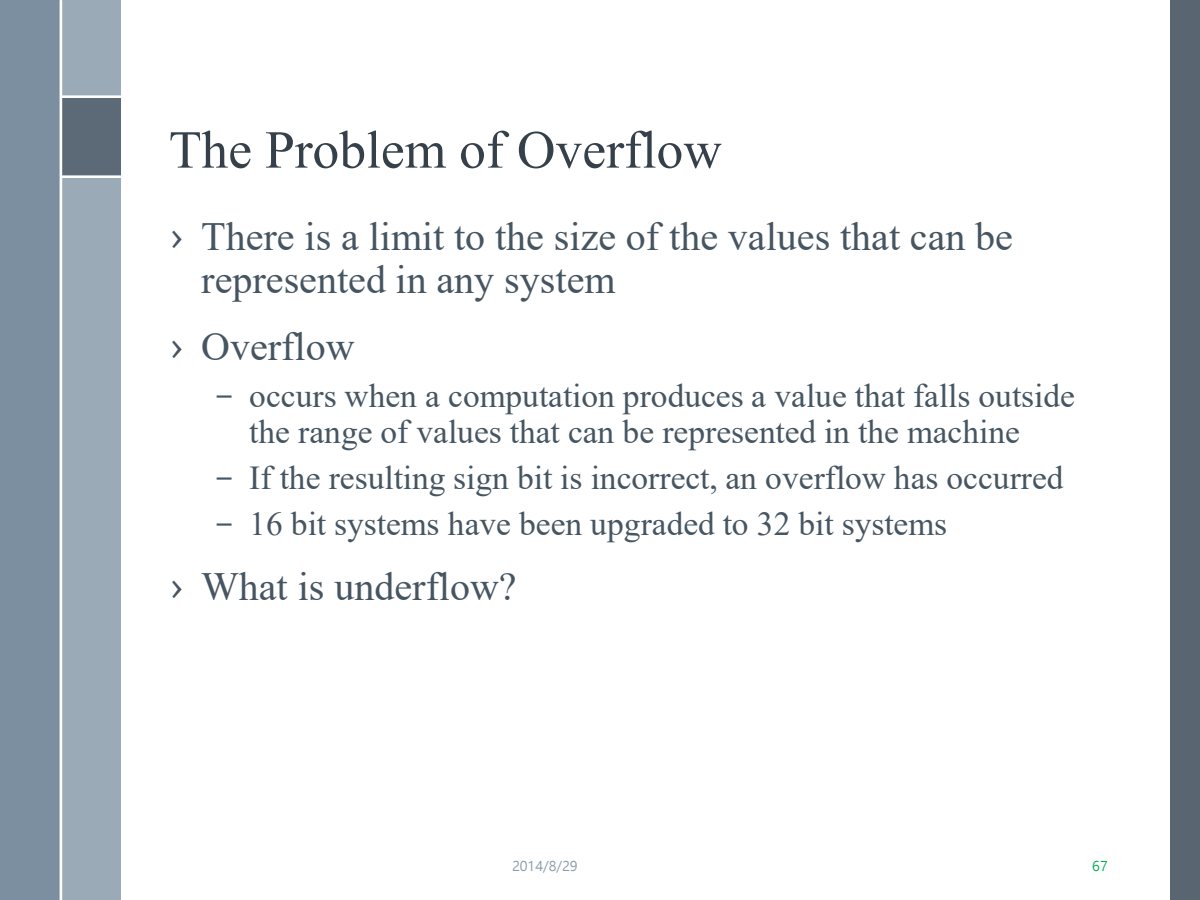 The Problem of Overflow
› There is a limit to the size of the values that can be
represented in any system
› Overflow
– occurs when a computation produces a value that falls outside
the range of values that can be represented in the machine
– If the resulting sign bit is incorrect, an overflow has occurred
– 16 bit systems have been upgraded to 32 bit systems
› What is underflow?
2014/8/29
67